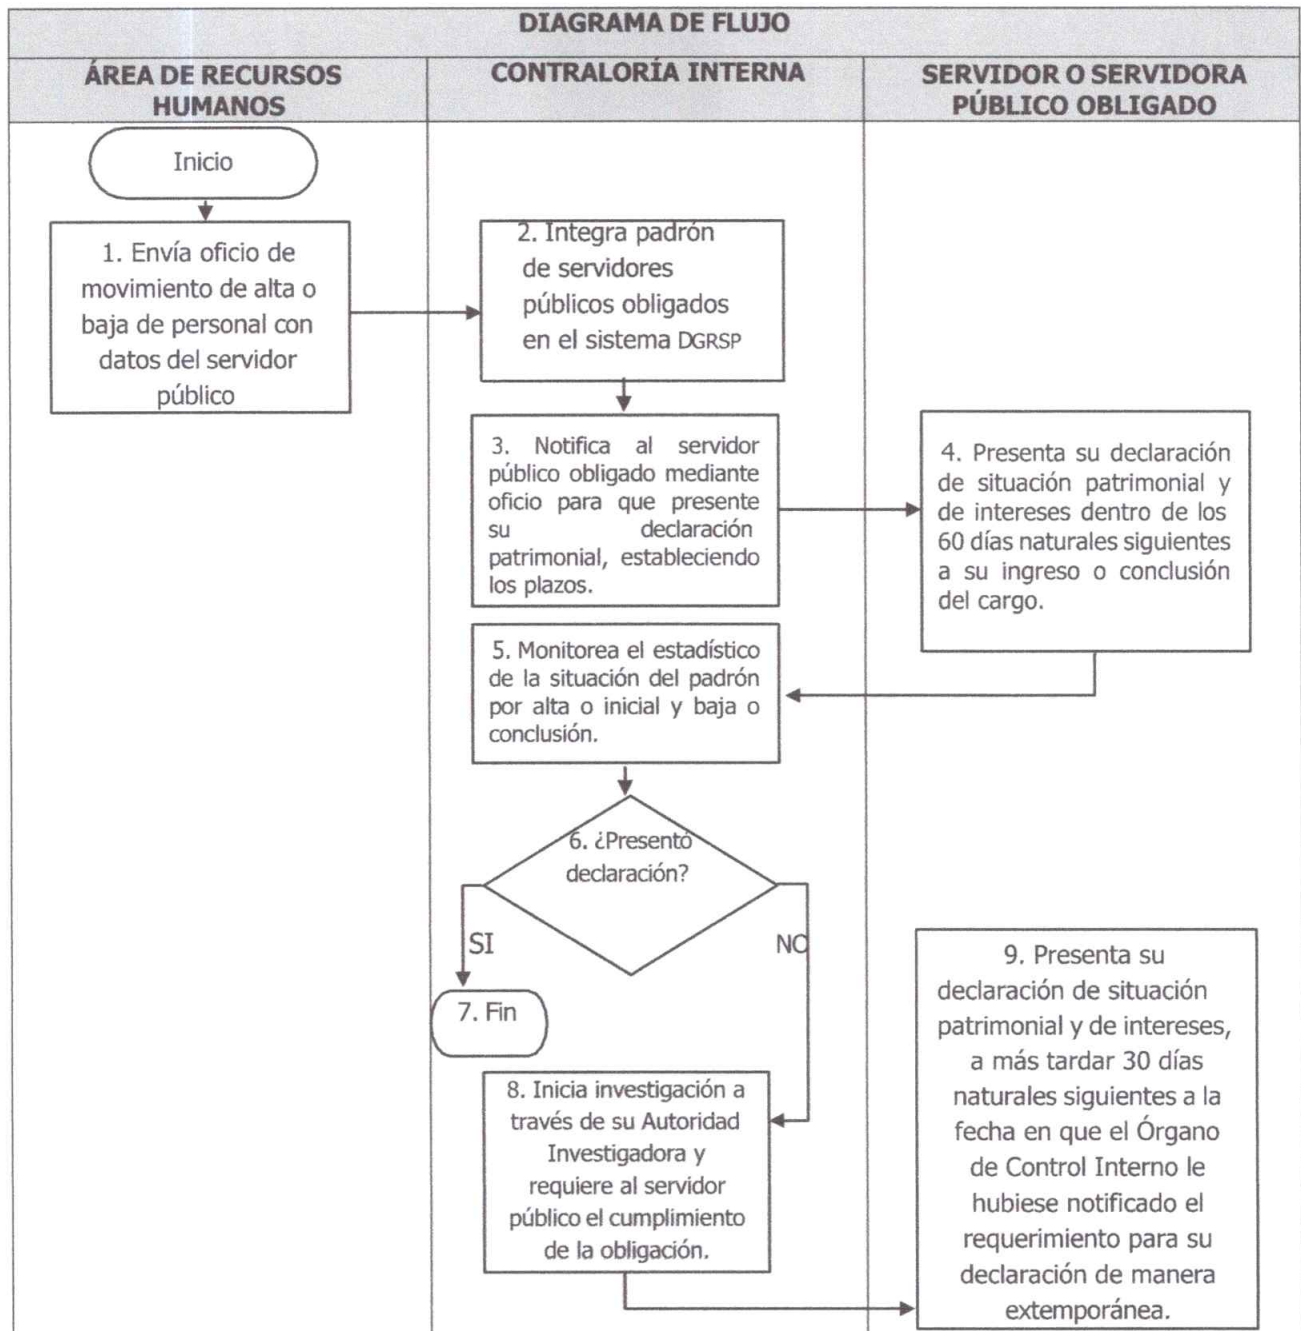 DIAGRAMA DE FLUJO
ÁREA DE RECURSOS
HUMANOS
CONTRALORÍA INTERNA
SERVIDOR O SERVIDORA
PÚBLICO OBLIGADO
Inicio
1. Envía oficio de
movimiento de alta o
baja de personal con
datos del servidor
público
2. Integra padrón
de servidores
públicos obligados
en el sistema DGRSP
3. Notifica al servidor
público obligado mediante
oficio para que presente
su declaración
patrimonial, estableciendo
los plazos.
4. Presenta su declaración
de situación patrimonial y
de intereses dentro de los
60 días naturales siguientes
a su ingreso o conclusión
del cargo.
5. Monitorea el estadístico
de la situación del padrón
por alta o inicial y baja o
conclusión.
6. ¿Presentó
declaración?
SI
NO
7. Fin
8. Inicia investigación a
través de su Autoridad
Investigadora y
requiere al servidor
público el cumplimiento
de la obligación.
9. Presenta su
declaración de situación
patrimonial y de intereses,
a más tardar 30 días
naturales siguientes a la
fecha en que el Órgano
de Control Interno le
hubiese notificado el
requerimiento para su
declaración de manera
extemporánea.